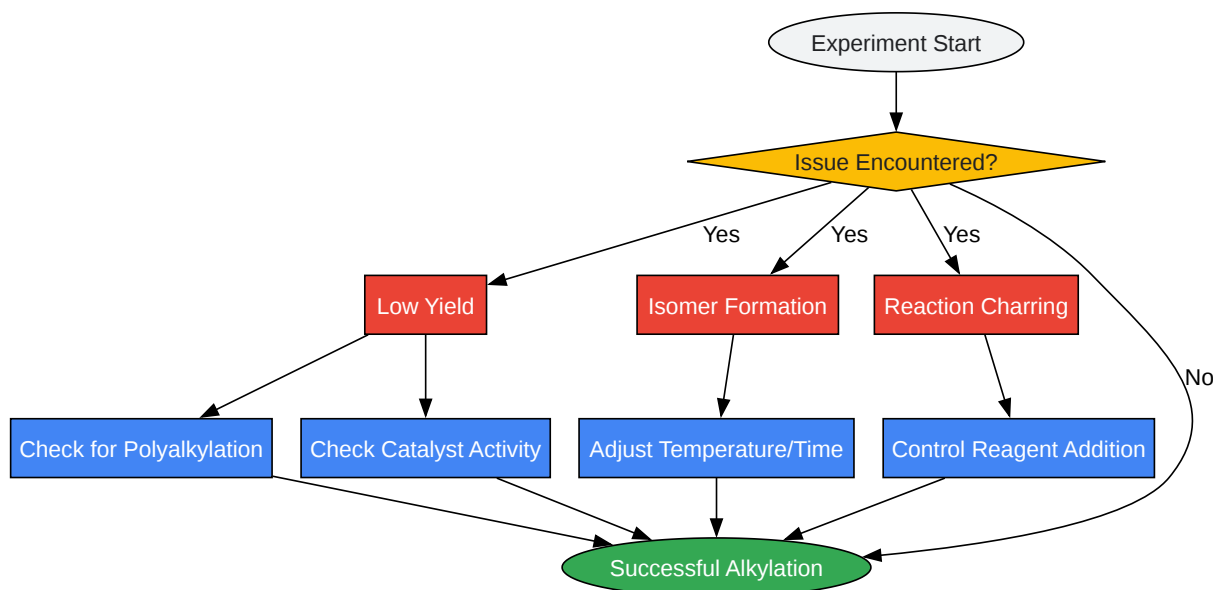 Experiment Start
Issue Encountered?
Yes
Yes
Yes
Low Yield
Isomer Formation
Reaction Charring
No
Check for Polyalkylation
Check Catalyst Activity
Adjust Temperature/Time
Control Reagent Addition
Successful Alkylation